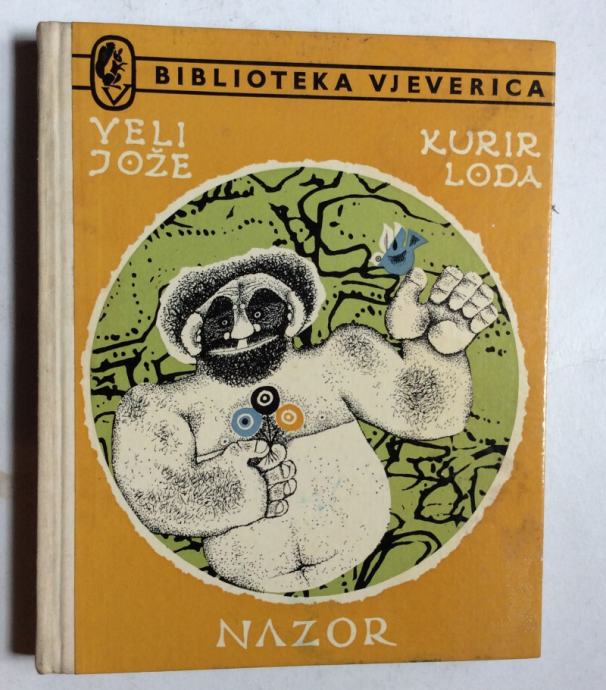 BIBLIOTEKA VJEVERICA
VELI
JOŽE
KURIR
LODA
NAZOR